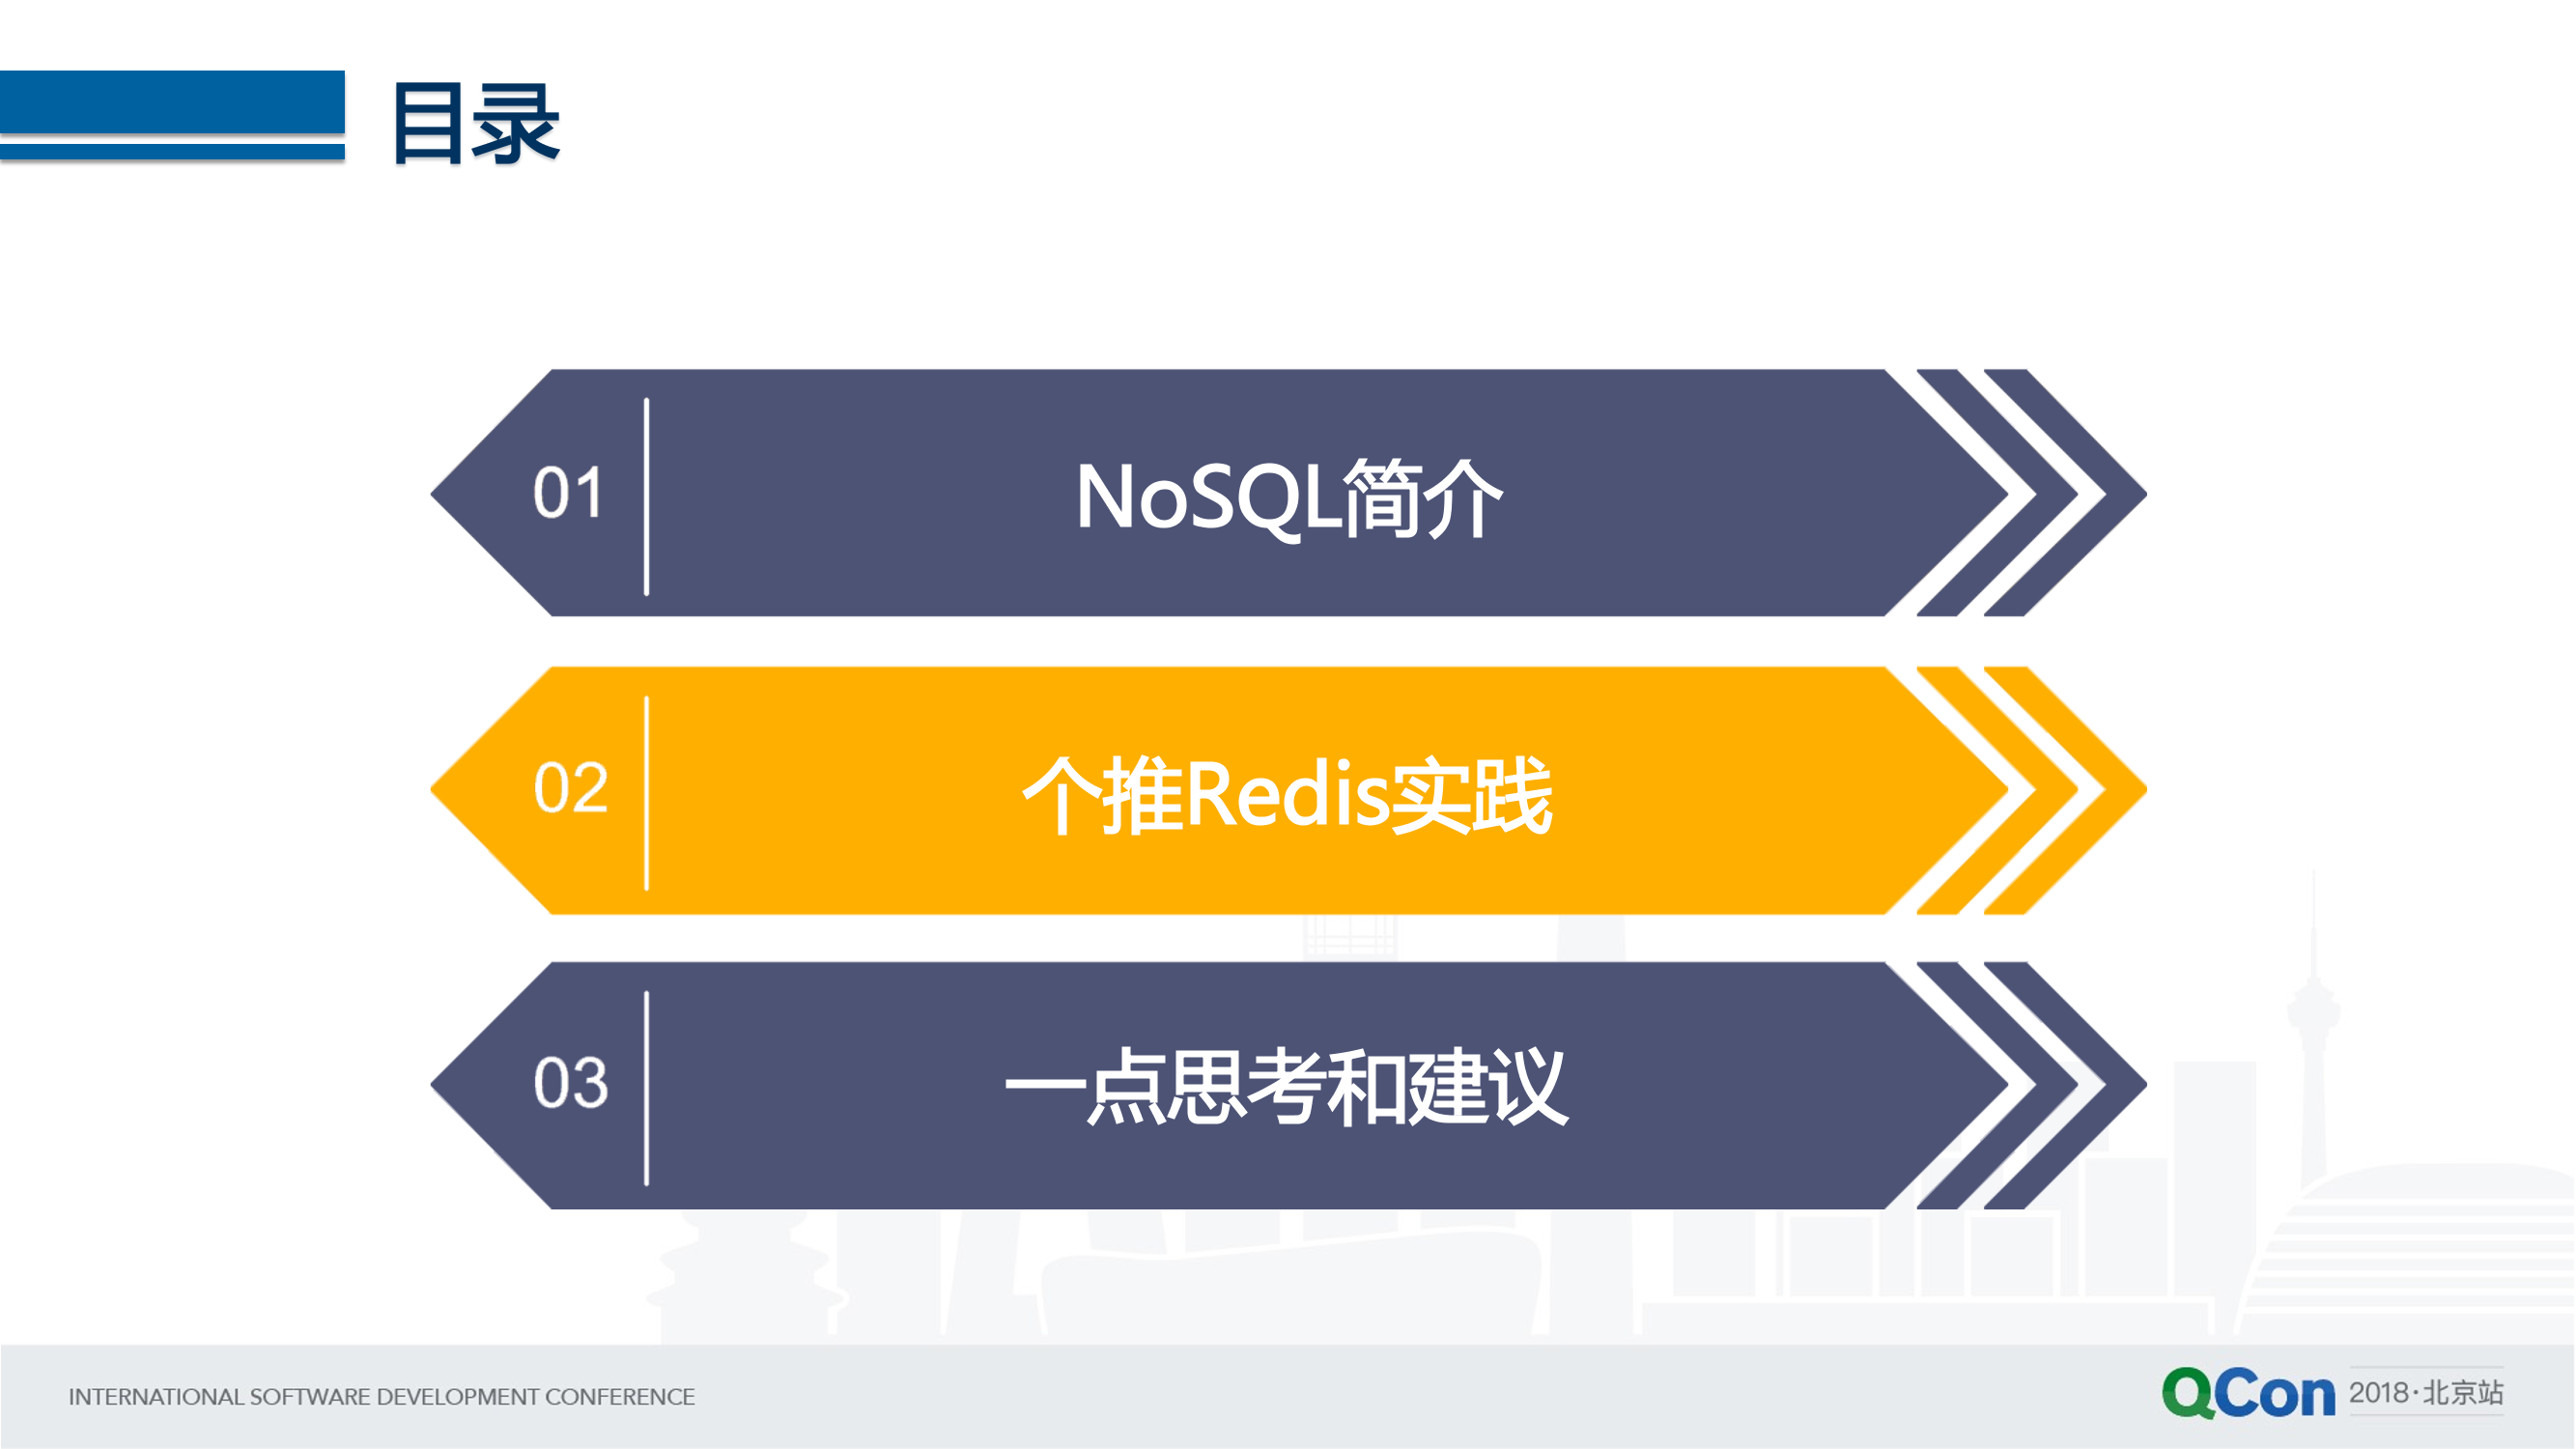 目录
01 NoSQL简介
02 个推Redis实践
03 一点思考和建议
INTERNATIONAL SOFTWARE DEVELOPMENT CONFERENCE
QCon 2018·北京站